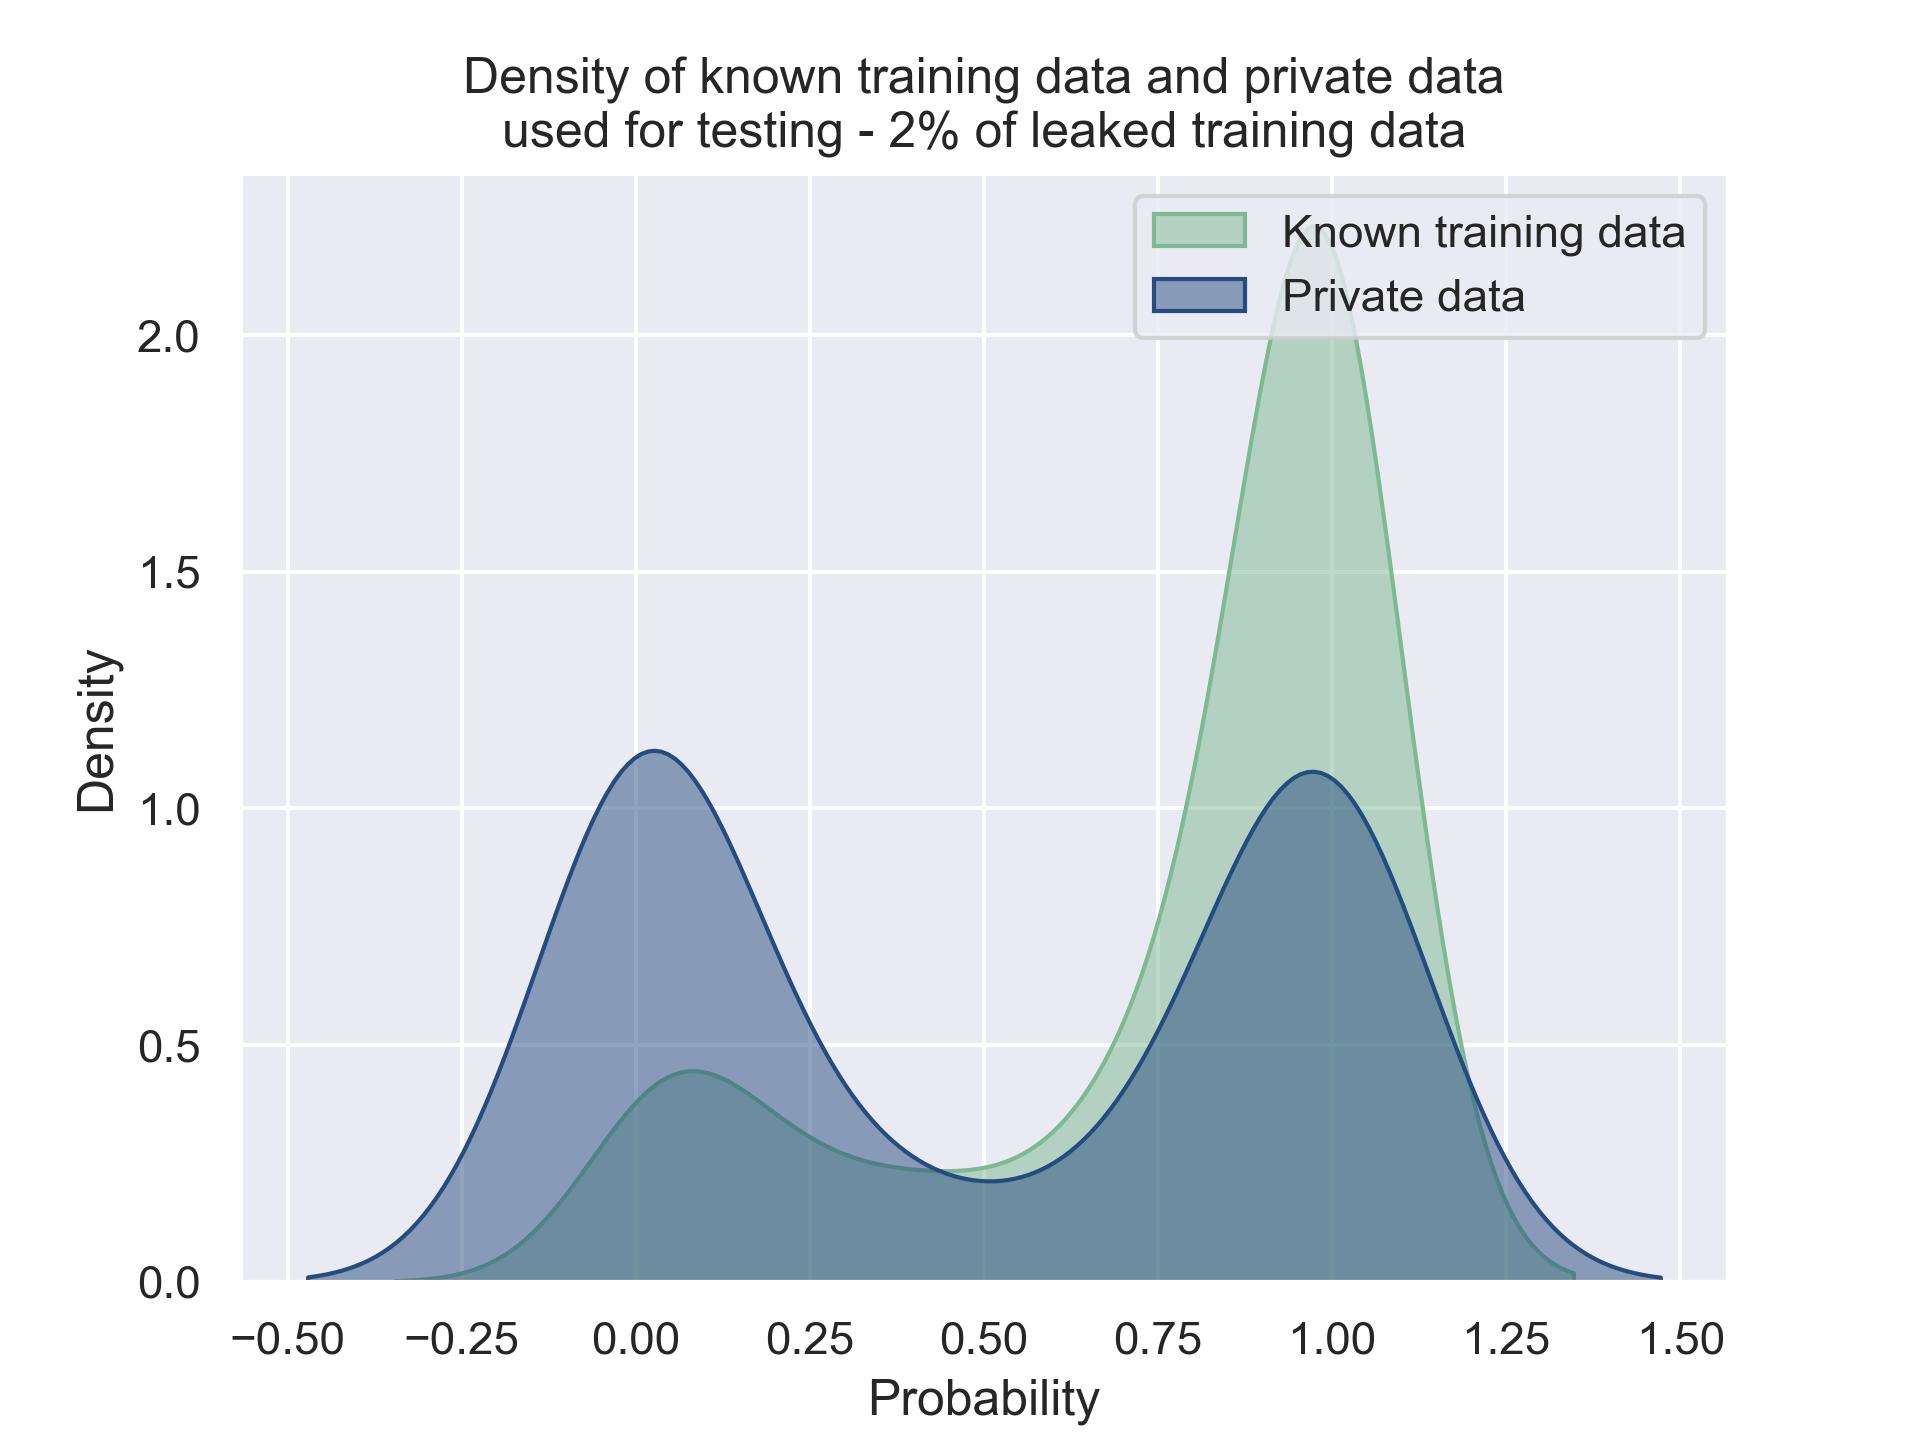 Density of known training data and private data
used for testing - 2% of leaked training data
Known training data
Private data
Density
2.0
1.5
1.0
0.5
0.0
−0.50 −0.25 0.00 0.25 0.50 0.75 1.00 1.25 1.50
Probability